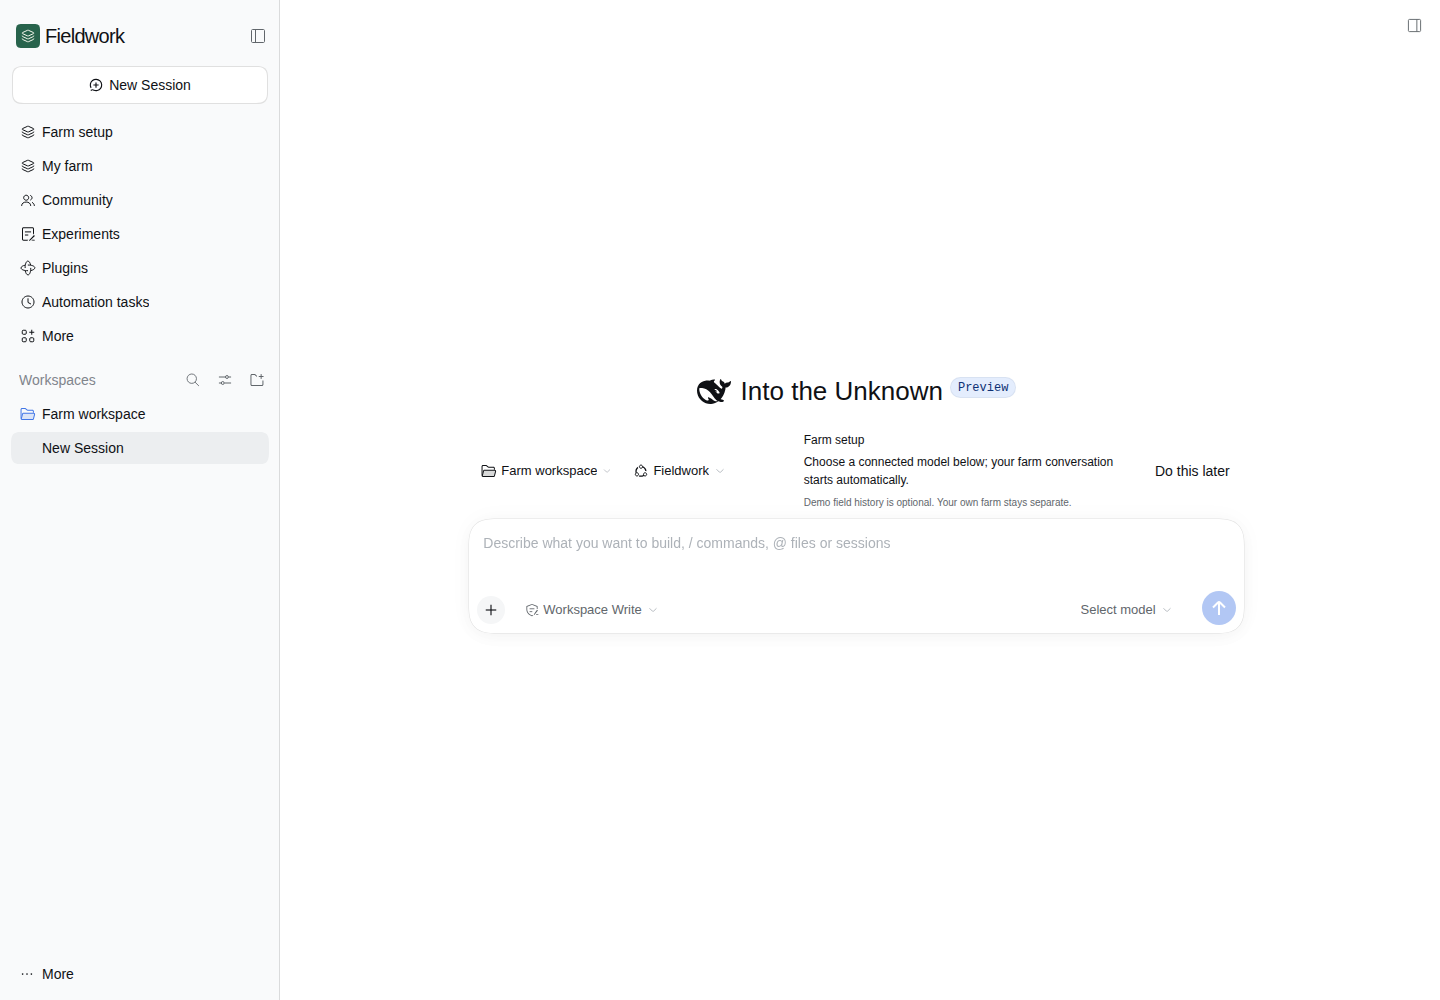 Fieldwork
New Session
Farm setup
My farm
Community
Experiments
Plugins
Automation tasks
More
Workspaces
Farm workspace
New Session
More
Into the Unknown
Preview
Farm workspace
Fieldwork
Farm setup
Choose a connected model below; your farm conversation
starts automatically.
Demo field history is optional. Your own farm stays separate.
Do this later
Describe what you want to build, / commands, @ files or sessions
Workspace Write
Select model